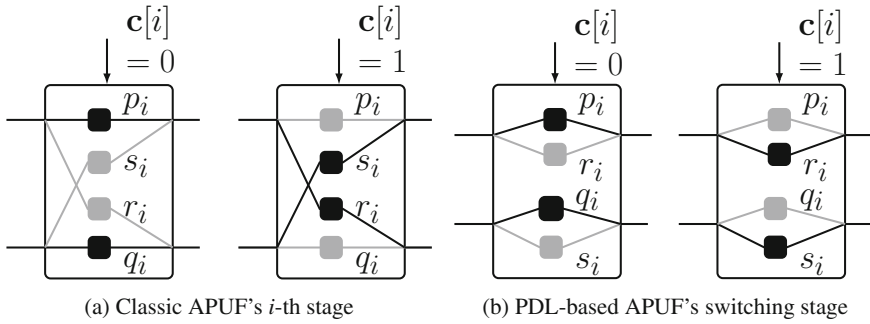 c[i] = 0
p_i
s_i
r_i
q_i
c[i] = 1
p_i
s_i
r_i
q_i
(a) Classic APUF's i-th stage
c[i] = 0
p_i
r_i
q_i
s_i
c[i] = 1
p_i
r_i
q_i
s_i
(b) PDL-based APUF's switching stage